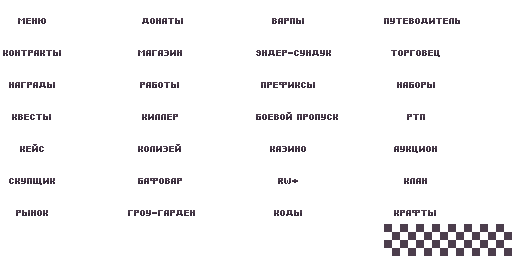 МЕНЮ ДОНАТЫ ВАРПЫ ПУТЕВОДИТЕЛЬ
КОНТРАКТЫ МАГАЗИН ЭНДЕР-СУНДУК ТОРГОВЕЦ
НАГРАДЫ РАБОТЫ ПРЕФИКСЫ НАБОРЫ
КВЕСТЫ КИЛЛЕР БОЕВОЙ ПРОПУСК РТП
КЕЙС КОЛИЗЕЙ КАЗИНО АУКЦИОН
СКУПЩИК БАФОВАР RW+ КЛАН
РЫНОК ГРОУ-ГАРДЕН КОДЫ КРАФТЫ